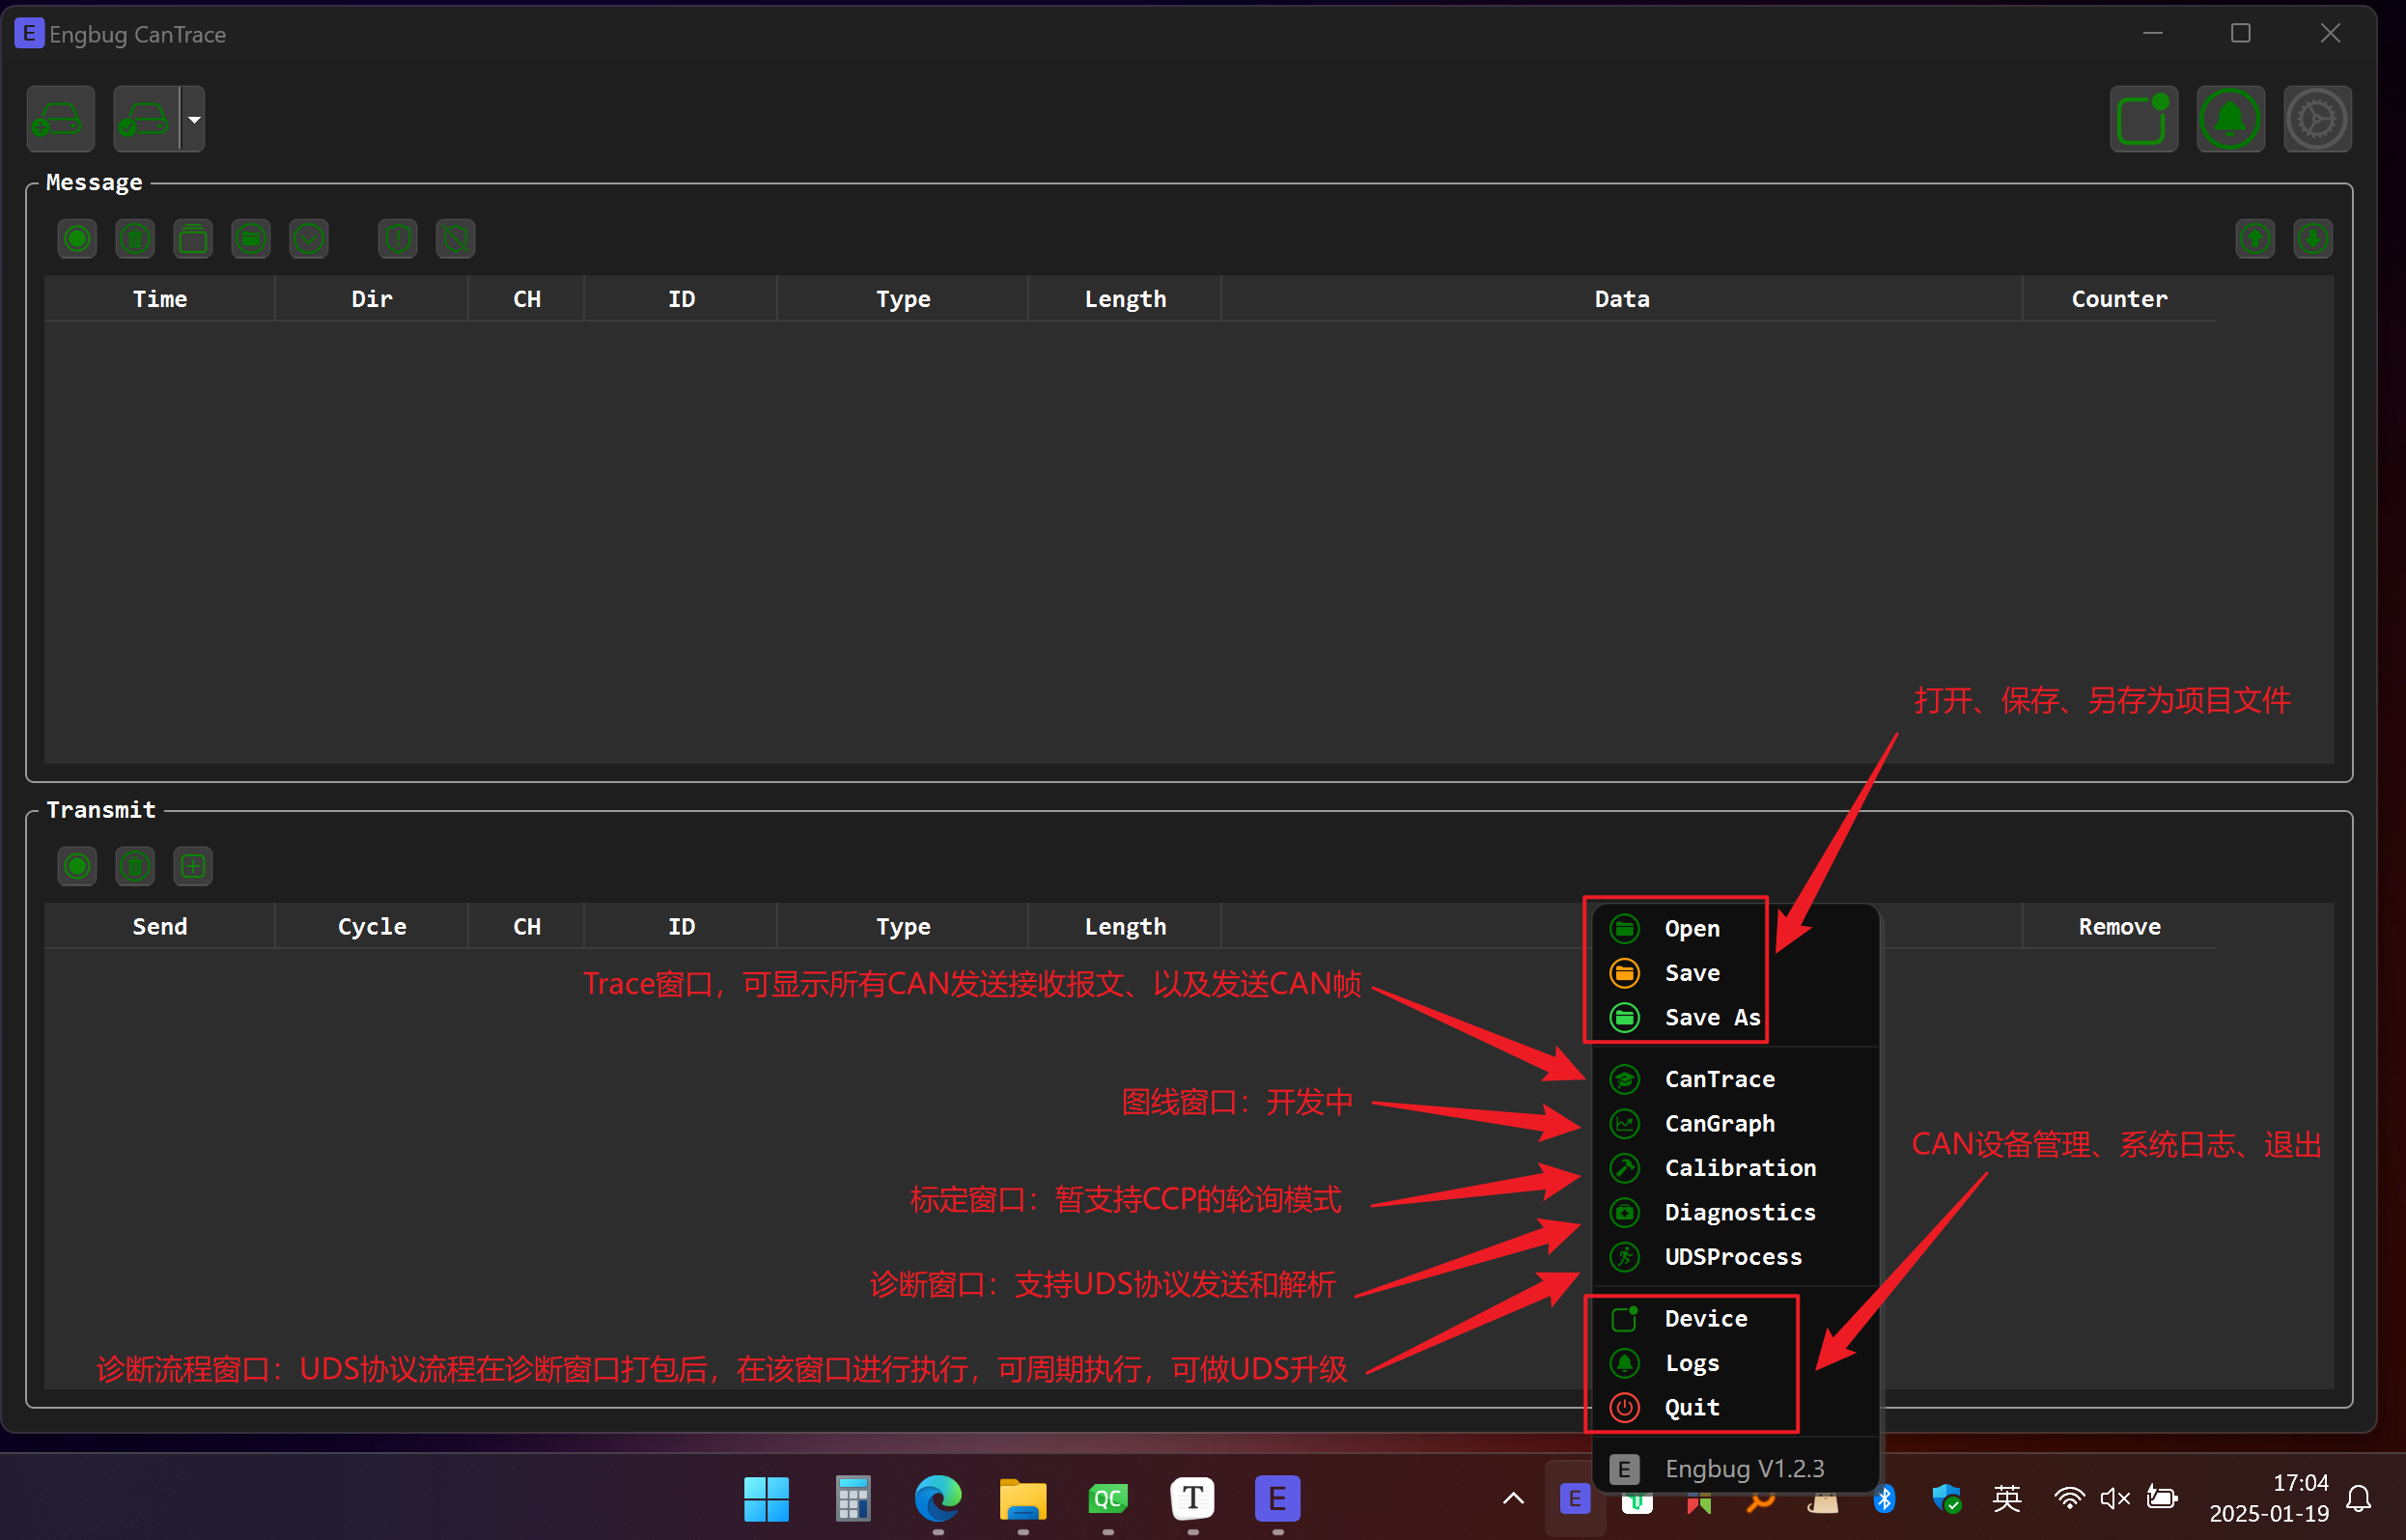 E Engbug CanTrace
Message
Time Dir CH ID Type Length Data Counter
打开、保存、另存为项目文件
Transmit
Send Cycle CH ID Type Length Remove
Open
Save
Save As
Trace窗口，可显示所有CAN发送接收报文、以及发送CAN帧
CanTrace
图线窗口：开发中
CanGraph
CAN设备管理、系统日志、退出
标定窗口：暂支持CCP的轮询模式
Calibration
Diagnostics
诊断窗口：支持UDS协议发送和解析
UDSProcess
Device
诊断流程窗口：UDS协议流程在诊断窗口打包后，在该窗口进行执行，可周期执行，可做UDS升级
Logs
Quit
E Engbug V1.2.3
QC T E E 英 17:04
2025-01-19